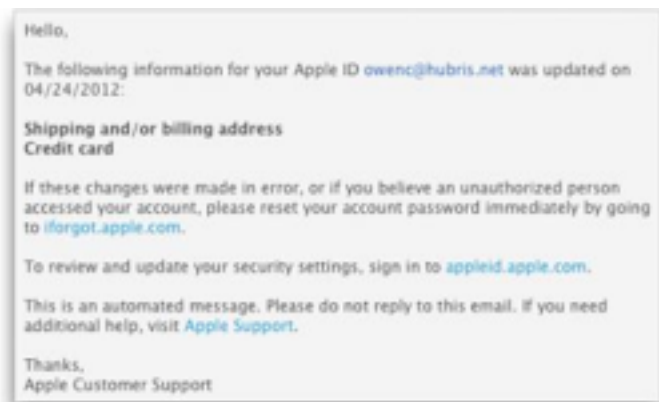 Hello,
The following information for your Apple ID owenc@hubris.net was updated on
04/24/2012:
Shipping and/or billing address
Credit card
If these changes were made in error, or if you believe an unauthorized person
accessed your account, please reset your account password immediately by going
to iforgot.apple.com.
To review and update your security settings, sign in to appleid.apple.com.
This is an automated message. Please do not reply to this email. If you need
additional help, visit Apple Support.
Thanks,
Apple Customer Support